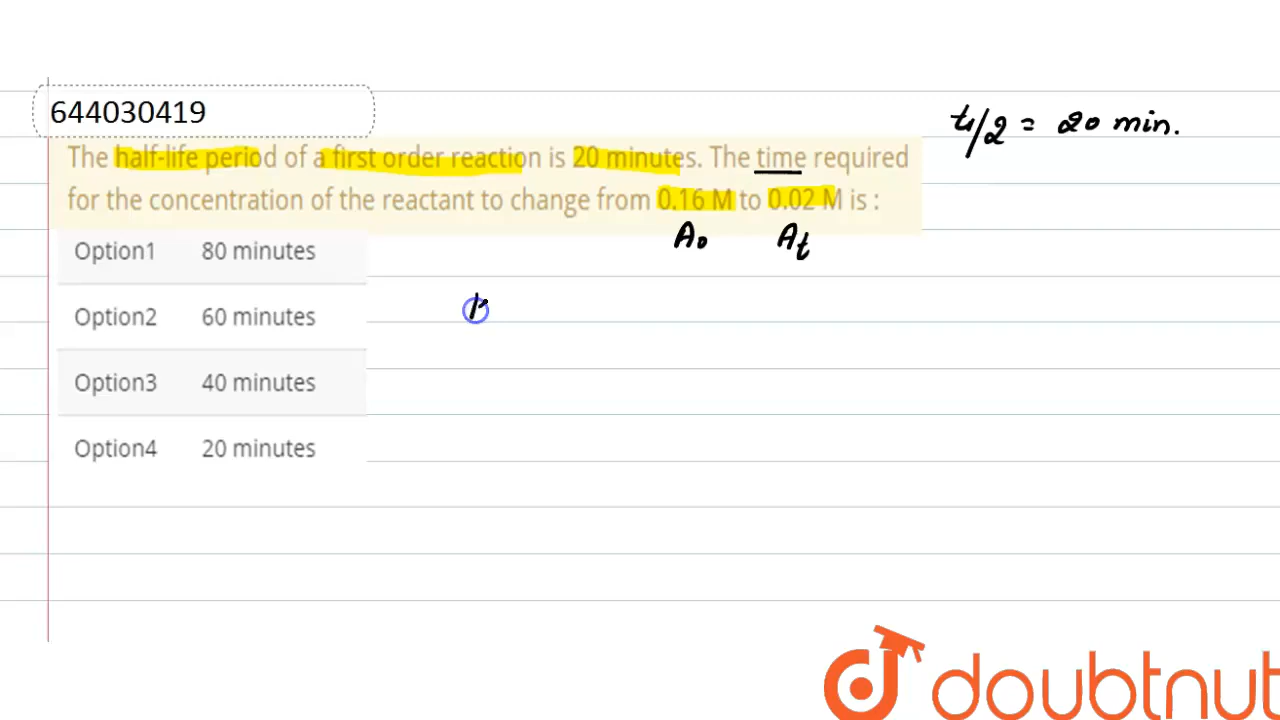 644030419
t1/2 = 20 min.
The half-life period of a first order reaction is 20 minutes. The time required
for the concentration of the reactant to change from 0.16 M to 0.02 M is :
A0 At
Option1 80 minutes
Option2 60 minutes
Option3 40 minutes
Option4 20 minutes
doubtnut